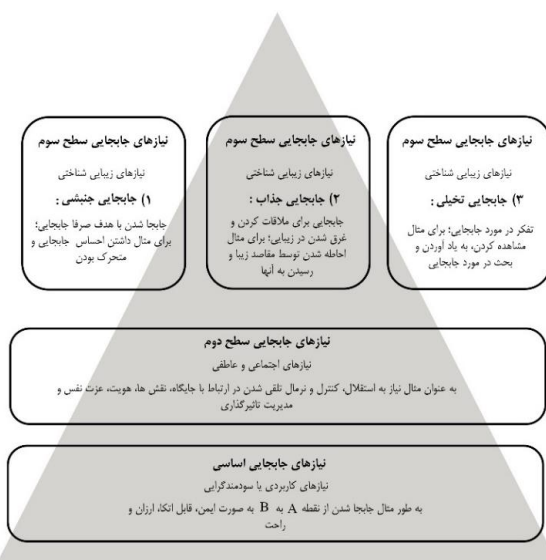 نیازهای جابجایی سطح سوم
نیازهای زیبایی شناختی
۱) جابجایی جنبشی :
جابجا شدن با هدف صرفا جابجایی؛
برای مثال داشتن احساس جابجایی و
متحرک بودن
نیازهای جابجایی سطح سوم
نیازهای زیبایی شناختی
۲) جابجایی جذاب :
جابجایی برای ملاقات کردن و
غرق شدن در زیبایی؛ برای مثال
احاطه شدن توسط مقاصد زیبا و
رسیدن به آنها
نیازهای جابجایی سطح سوم
نیازهای زیبایی شناختی
۳) جابجایی تخیلی :
تفکر در مورد جابجایی؛ برای مثال
مشاهده کردن، به یاد آوردن و
بحث در مورد جابجایی
نیازهای جابجایی سطح دوم
نیازهای اجتماعی و عاطفی
به عنوان مثال نیاز به استقلال، کنترل و نرمال تلقی شدن در ارتباط با جایگاه، نقش ها، هویت، عزت نفس و
مدیریت تاثیرگذاری
نیازهای جابجایی اساسی
نیازهای کاربردی یا سودمندگرایی
به طور مثال جابجا شدن از نقطه A به B به صورت ایمن، قابل اتکا، ارزان و
راحت